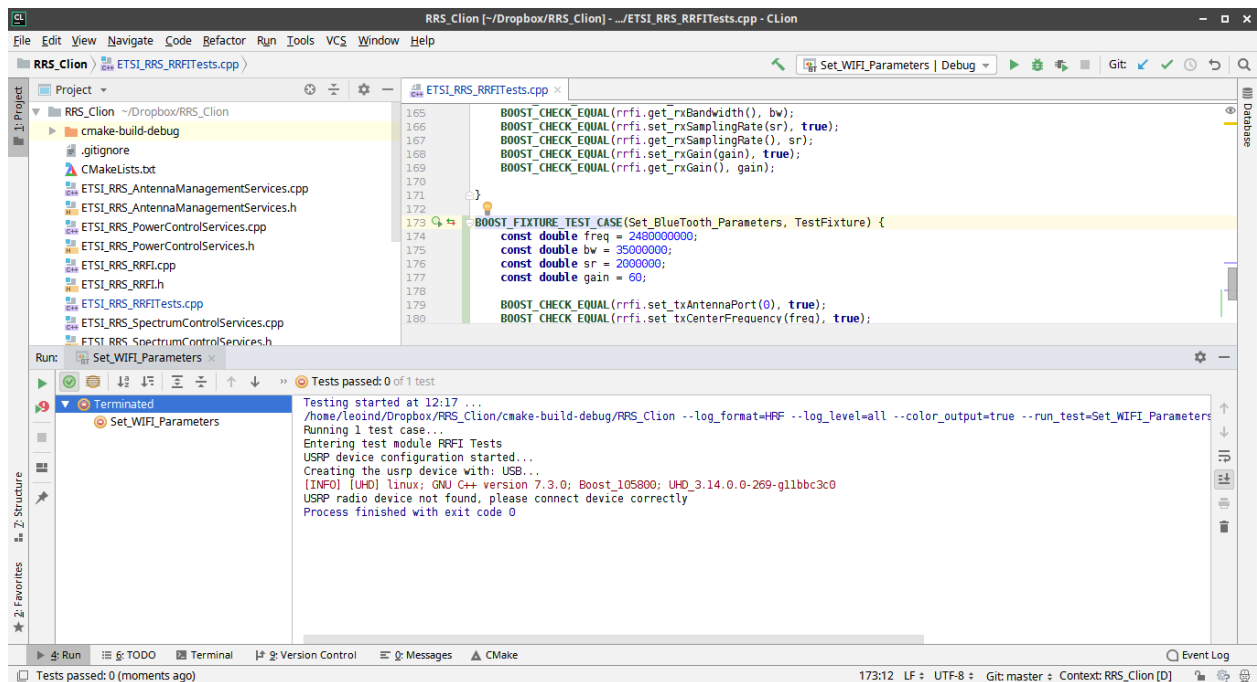 CL
RRS_Clion [~/Dropbox/RRS_Clion] - .../ETSI_RRS_RRFITests.cpp - CLion
File Edit View Navigate Code Refactor Run Tools VCS Window Help
RRS_Clion ETSI_RRS_RRFITests.cpp Set_WIFI_Parameters | Debug Git:
1: Project
Project
ETSI_RRS_RRFITests.cpp ×
Database
RRS_Clion ~/Dropbox/RRS_Clion
cmake-build-debug
.gitignore
CMakeLists.txt
ETSI_RRS_AntennaManagementServices.cpp
ETSI_RRS_AntennaManagementServices.h
ETSI_RRS_PowerControlServices.cpp
ETSI_RRS_PowerControlServices.h
ETSI_RRS_RRFI.cpp
ETSI_RRS_RRFI.h
ETSI_RRS_RRFITests.cpp
ETSI_RRS_SpectrumControlServices.cpp
ETSI_RRS_SpectrumControlServices.h
165 BOOST_CHECK_EQUAL(rrfi.get_rxBandwidth(), bw);
166 BOOST_CHECK_EQUAL(rrfi.set_rxSamplingRate(sr), true);
167 BOOST_CHECK_EQUAL(rrfi.get_rxSamplingRate(), sr);
168 BOOST_CHECK_EQUAL(rrfi.set_rxGain(gain), true);
169 BOOST_CHECK_EQUAL(rrfi.get_rxGain(), gain);
170
171 }
172
173 BOOST_FIXTURE_TEST_CASE(Set_BlueTooth_Parameters, TestFixture) {
174 const double freq = 2480000000;
175 const double bw = 35000000;
176 const double sr = 2000000;
177 const double gain = 60;
178
179 BOOST_CHECK_EQUAL(rrfi.set_txAntennaPort(0), true);
180 BOOST_CHECK_EQUAL(rrfi.set_txCenterFrequency(freq), true);
Run: Set_WIFI_Parameters ×
Tests passed: 0 of 1 test
Terminated
Set_WIFI_Parameters
Testing started at 12:17 ...
/home/leoind/Dropbox/RRS_Clion/cmake-build-debug/RRS_Clion --log_format=HRF --log_level=all --color_output=true --run_test=Set_WIFI_Parameters
Running 1 test case...
Entering test module RRFI Tests
USRP device configuration started...
Creating the usrp device with: USB...
[INFO] [UHD] linux; GNU C++ version 7.3.0; Boost_105800; UHD_3.14.0.0-269-g11bbc3c0
USRP radio device not found, please connect device correctly
Process finished with exit code 0
Z: Structure
2: Favorites
4: Run 6: TODO Terminal 9: Version Control 0: Messages CMake Event Log
Tests passed: 0 (moments ago) 173:12 LF UTF-8 Git: master Context: RRS_Clion [D]